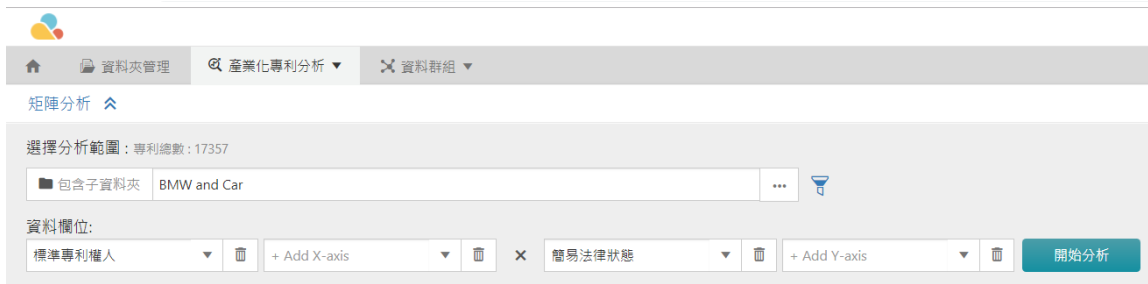 資料夾管理 產業化專利分析 ▼ 資料群組 ▼
矩陣分析
選擇分析範圍 : 專利總數 : 17357
包含子資料夾 BMW and Car ...
資料欄位:
標準專利權人 ▼ + Add X-axis ▼ × 簡易法律狀態 ▼ + Add Y-axis ▼ 開始分析